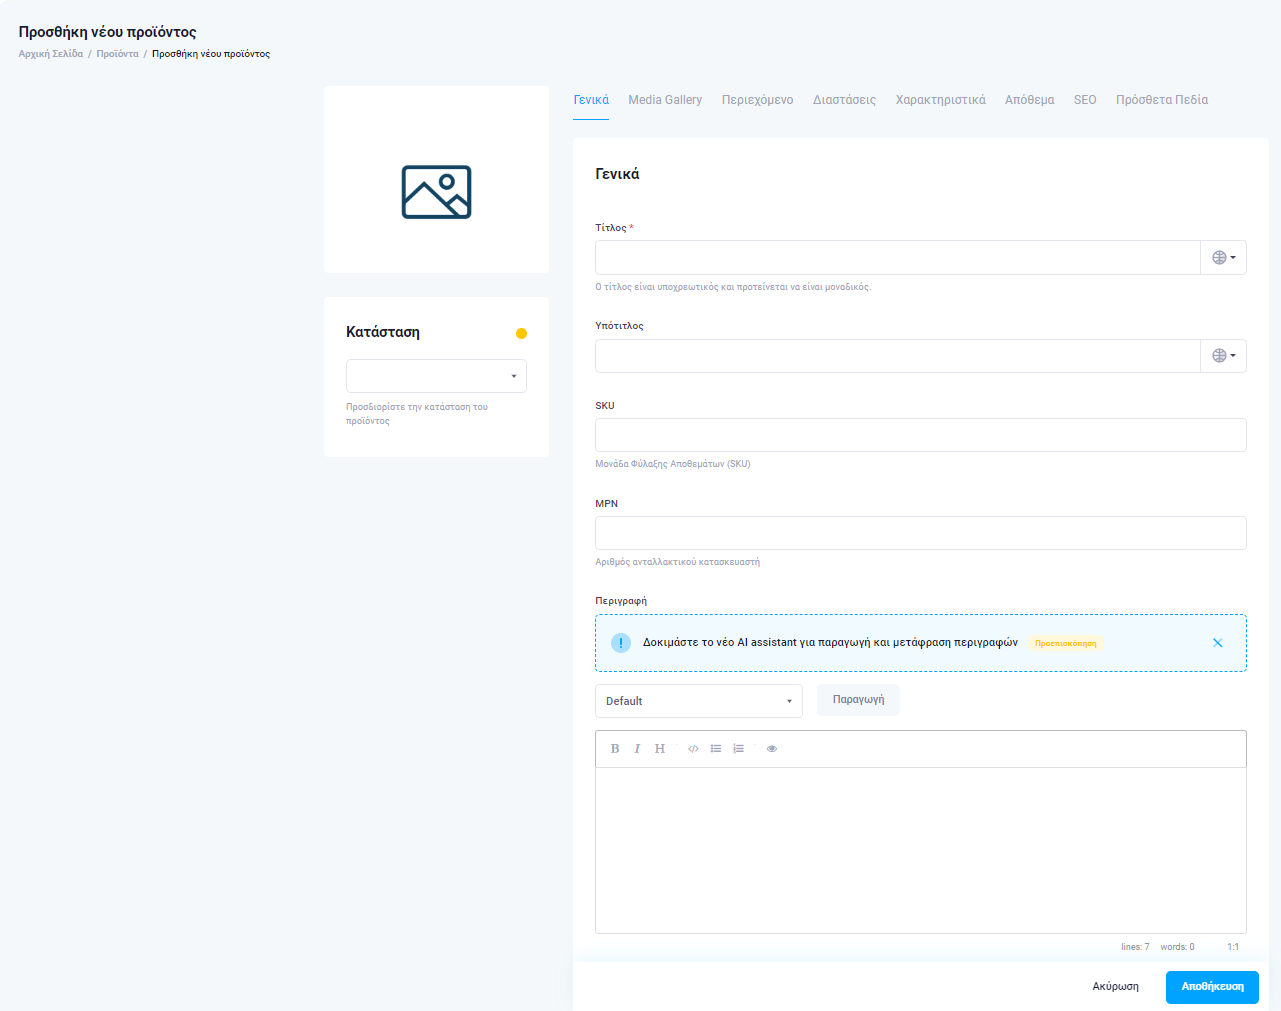 Προσθήκη νέου προϊόντος
Αρχική Σελίδα / Προϊόντα / Προσθήκη νέου προϊόντος
Γενικά Media Gallery Περιεχόμενο Διαστάσεις Χαρακτηριστικά Απόθεμα SEO Πρόσθετα Πεδία
Κατάσταση
Προσδιορίστε την κατάσταση του
προϊόντος
Γενικά
Τίτλος *
Ο τίτλος είναι υποχρεωτικός και προτείνεται να είναι μοναδικός.
Υπότιτλος
SKU
Μονάδα Φύλαξης Αποθεμάτων (SKU)
MPN
Αριθμός ανταλλακτικού κατασκευαστή
Περιγραφή
! Δοκιμάστε το νέο AI assistant για παραγωγή και μετάφραση περιγραφών Προεπισκόπηση
Default Παραγωγή
B I H
lines: 7 words: 0 1:1
Ακύρωση Αποθήκευση